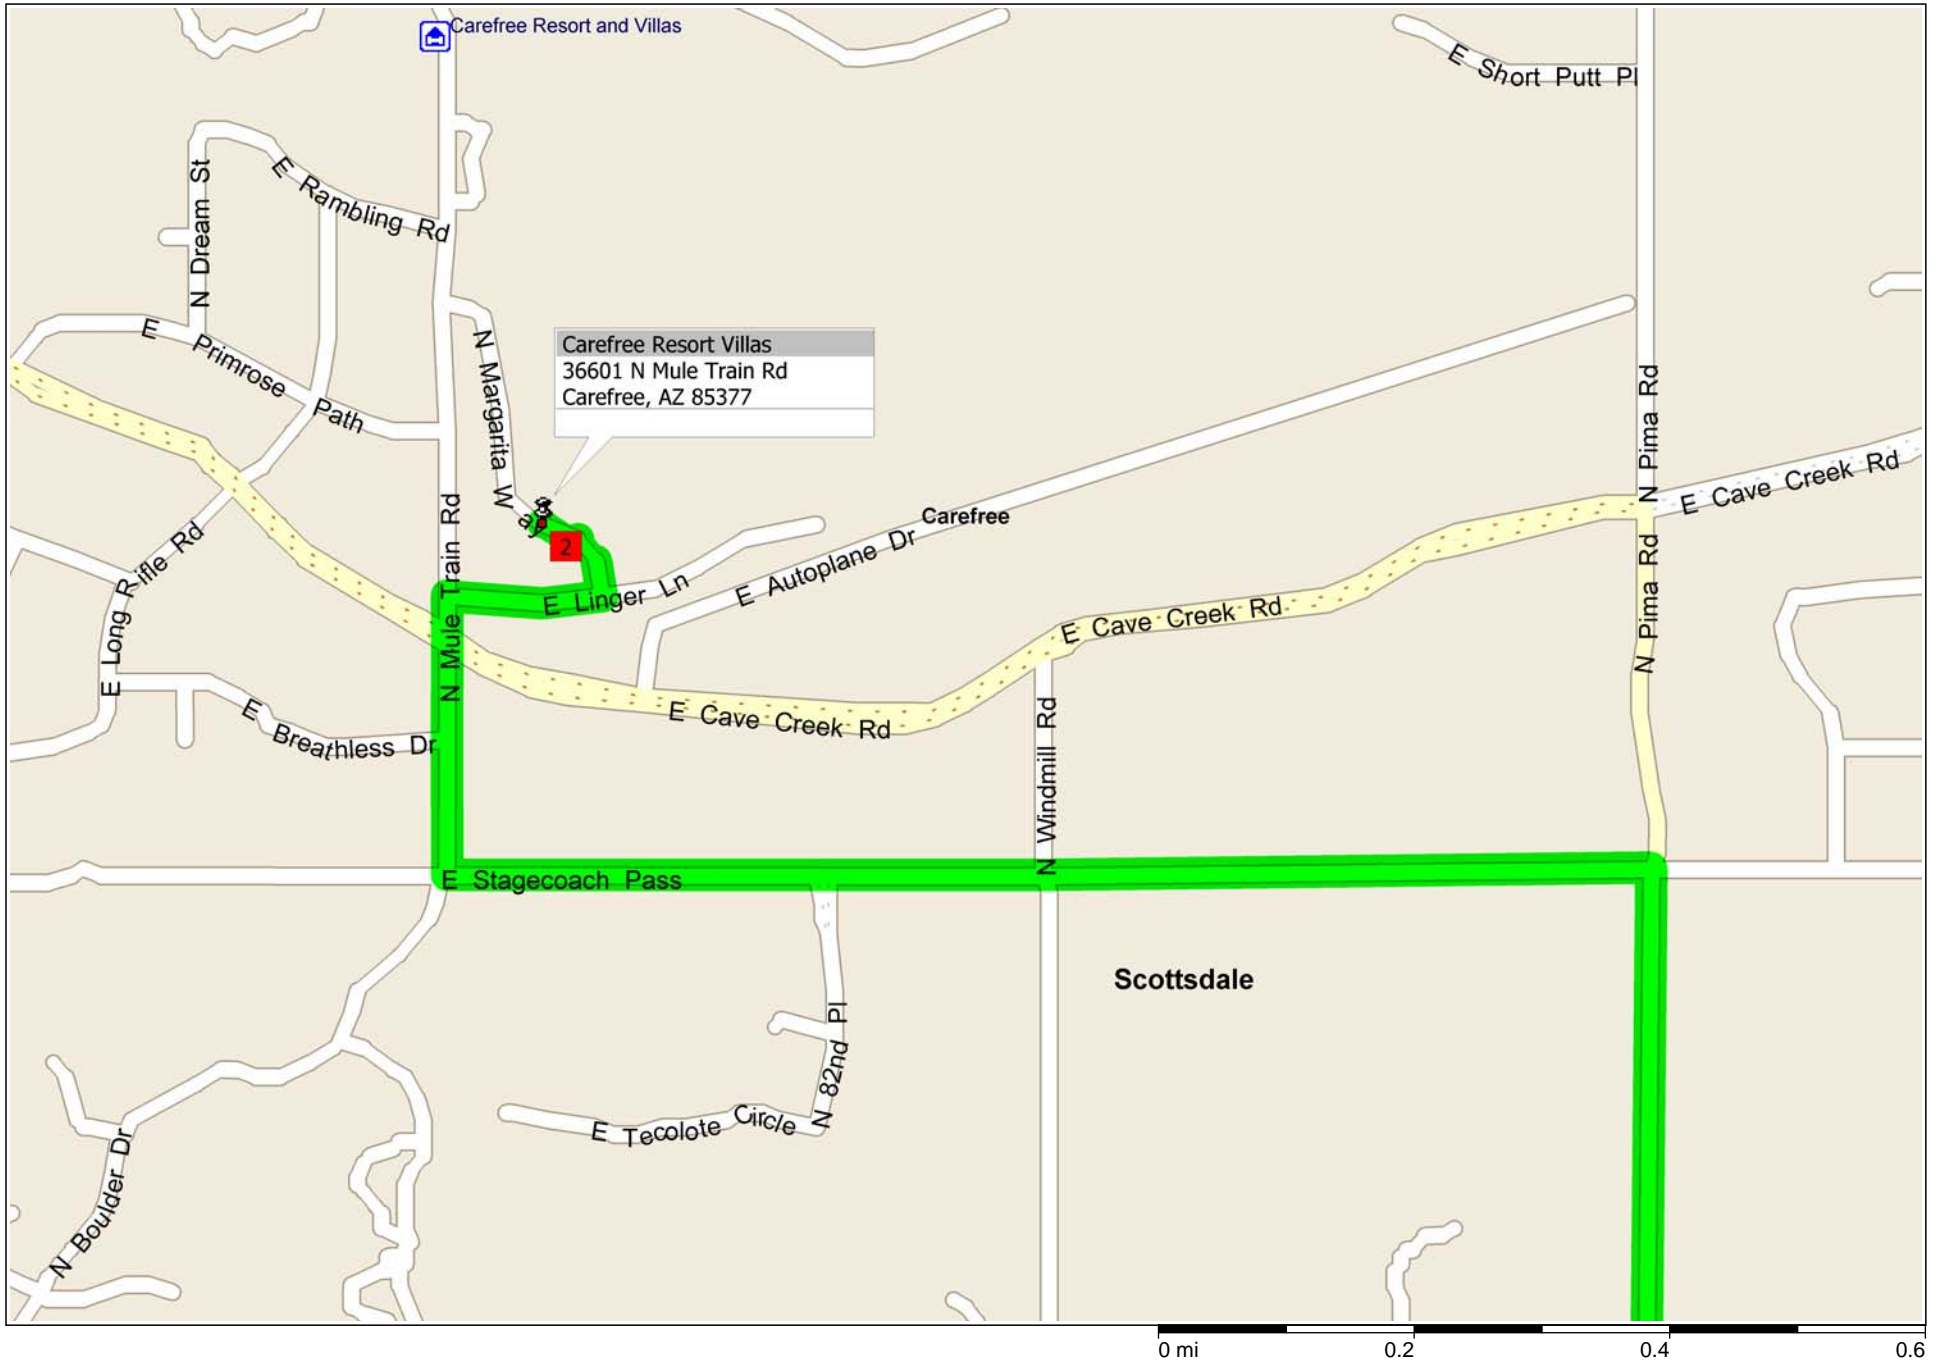 Carefree Resort and Villas
E Short Putt Pl
N Dream St
E Rambling Rd
E Primrose Path
N Margarita Way
Carefree Resort Villas
36601 N Mule Train Rd
Carefree, AZ 85377
N Pima Rd
E Cave Creek Rd
Carefree
E Autoplane Dr
2
E Linger Ln
E Long Rifle Rd
N Mule Train Rd
E Cave Creek Rd
N Pima Rd
E Cave Creek Rd
E Breathless Dr
N Windmill Rd
E Stagecoach Pass
Scottsdale
N 82nd Pl
E Tecolote Circle
N Boulder Dr
0 mi 0.2 0.4 0.6